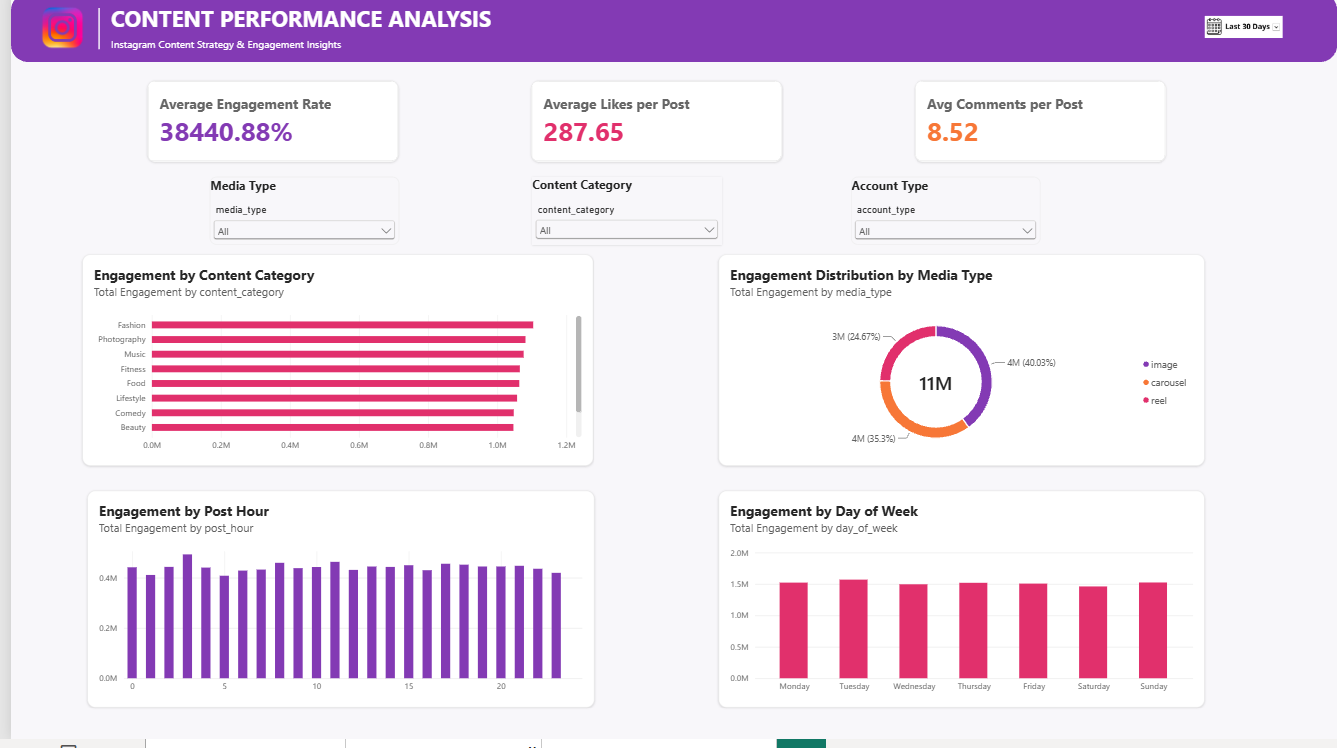 CONTENT PERFORMANCE ANALYSIS
Instagram Content Strategy & Engagement Insights
Last 30 Days
Average Engagement Rate
38440.88%
Average Likes per Post
287.65
Avg Comments per Post
8.52
Media Type
media_type
All
Content Category
content_category
All
Account Type
account_type
All
Engagement by Content Category
Total Engagement by content_category
Fashion
Photography
Music
Fitness
Food
Lifestyle
Comedy
Beauty
0.0M 0.2M 0.4M 0.6M 0.8M 1.0M 1.2M
Engagement Distribution by Media Type
Total Engagement by media_type
3M (24.67%)
4M (40.03%)
11M
4M (35.3%)
image
carousel
reel
Engagement by Post Hour
Total Engagement by post_hour
0.4M
0.2M
0.0M
0 5 10 15 20
Engagement by Day of Week
Total Engagement by day_of_week
2.0M
1.5M
1.0M
0.5M
0.0M
Monday Tuesday Wednesday Thursday Friday Saturday Sunday